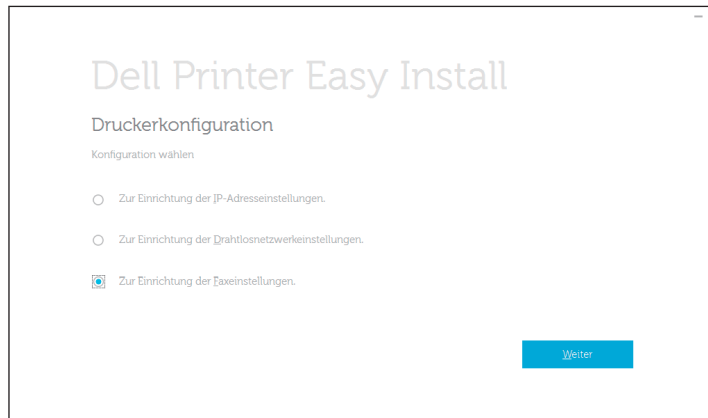 Dell Printer Easy Install
Druckerkonfiguration
Konfiguration wählen
Zur Einrichtung der IP-Adresseinstellungen.
Zur Einrichtung der Drahtlosnetzwerkeinstellungen.
Zur Einrichtung der Faxeinstellungen.
Weiter